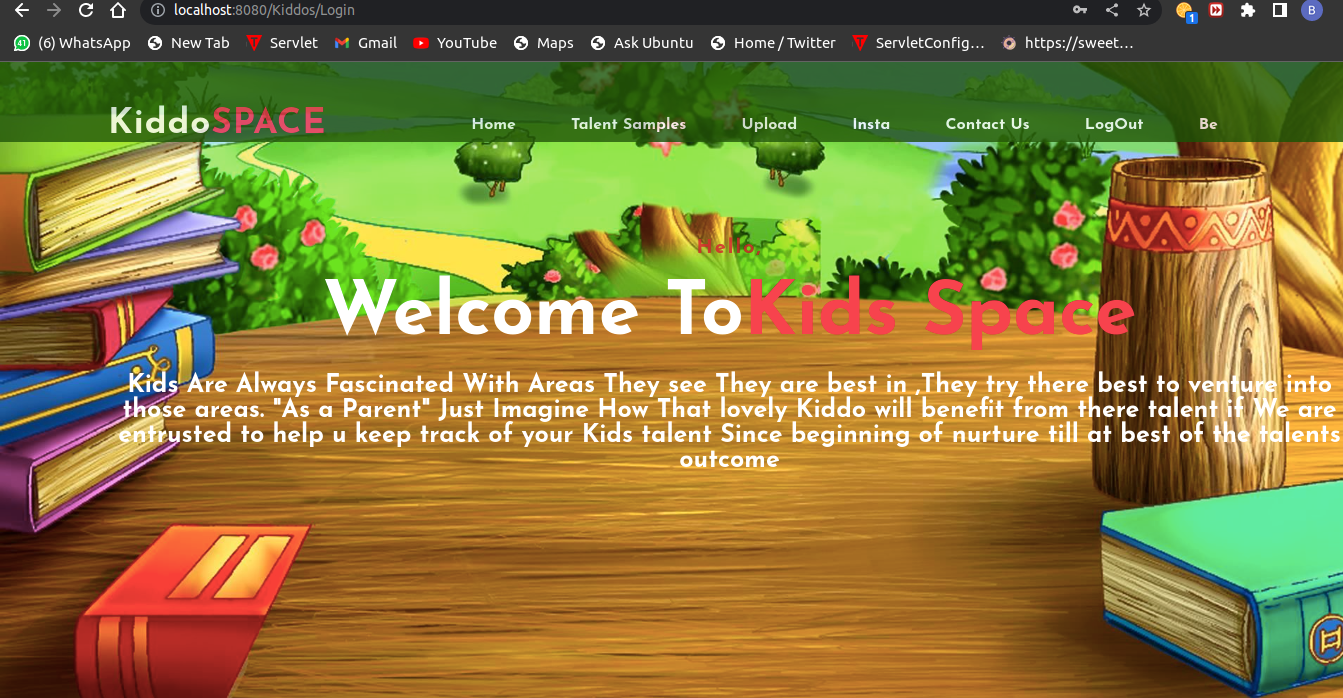 localhost:8080/Kiddos/Login
1
B
41
(6) WhatsApp
New Tab
Servlet
Gmail
YouTube
Maps
Ask Ubuntu
Home / Twitter
ServletConfig…
https://sweet…
KiddoSPACE
Home
Talent Samples
Upload
Insta
Contact Us
LogOut
Be
Hello,
Welcome ToKids Space
Kids Are Always Fascinated With Areas They see They are best in ,They try there best to venture into
those areas. "As a Parent" Just Imagine How That lovely Kiddo will benefit from there talent if We are
entrusted to help u keep track of your Kids talent Since beginning of nurture till at best of the talents
outcome